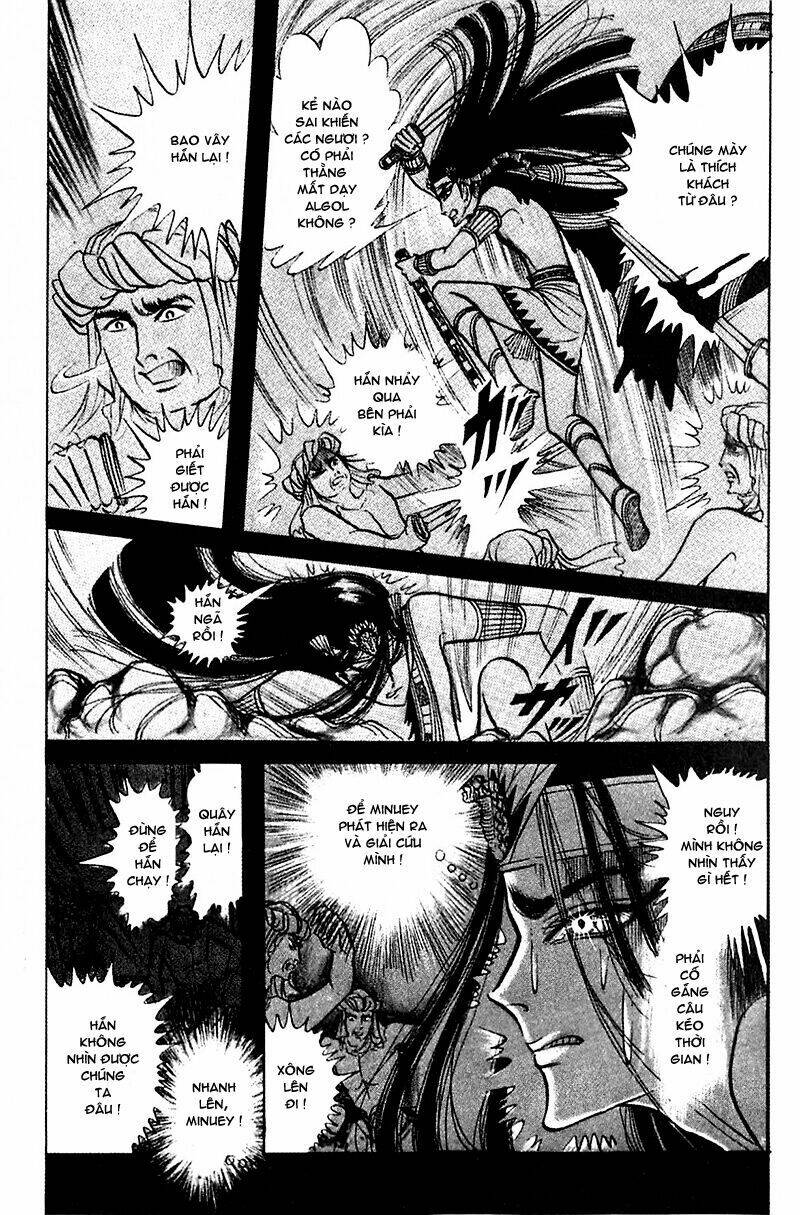 CHÚNG MÀY
LÀ THÍCH
KHÁCH
TỪ ĐÂU ?
KẺ NÀO
SAI KHIẾN
CÁC NGƯƠI ?
CÓ PHẢI
THẰNG
MẤT DẠY
ALGOL
KHÔNG ?
HẮN NHẢY
QUA
BÊN PHẢI
KÌA !
BAO VÂY
HẮN LẠI !
PHẢI
GIẾT
ĐƯỢC
HẮN !
HẮN
NGÃ
RỒI !
NGUY
RỒI !
MÌNH KHÔNG
NHÌN THẤY
GÌ HẾT !
PHẢI
CỐ
GẮNG
CÂU
KÉO
THỜI
GIAN !
ĐỂ MINUEY
PHÁT HIỆN RA
VÀ GIẢI CỨU
MÌNH !
XÔNG
LÊN
ĐI !
QUÂY
HẮN
LẠI !
ĐỪNG
ĐỂ
HẮN
CHẠY !
NHANH
LÊN,
MINUEY !
HẮN
KHÔNG
NHÌN ĐƯỢC
CHÚNG
TA
ĐÂU !